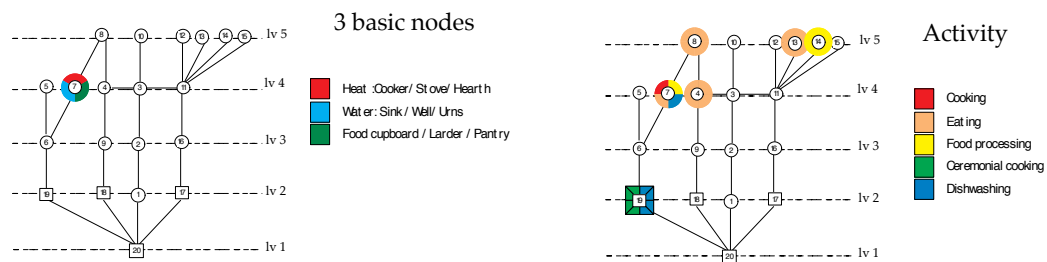 3 basic nodes
8 10 12 13 14 15 lv 5
5 7 4 3 11 lv 4
6 9 2 16 lv 3
19 18 1 17 lv 2
20 lv 1
Heat :Cooker/ Stove/ Hearth
Water: Sink/ Well/ Urns
Food cupboard / Larder / Pantry
Activity
8 10 12 13 14 15 lv 5
5 7 4 3 11 lv 4
6 9 2 16 lv 3
19 18 1 17 lv 2
20 lv 1
Cooking
Eating
Food processing
Ceremonial cooking
Dishwashing